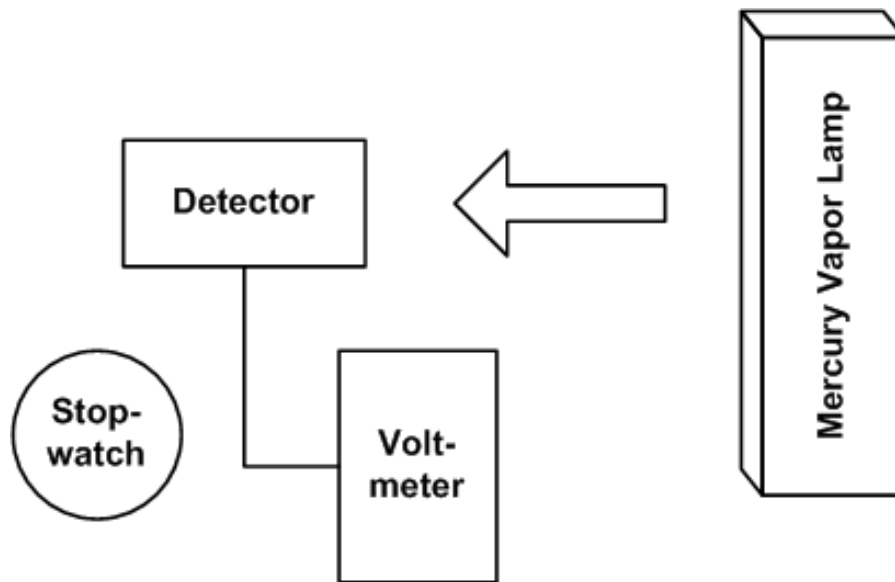 Detector
Mercury Vapor Lamp
Stop-
watch
Volt-
meter